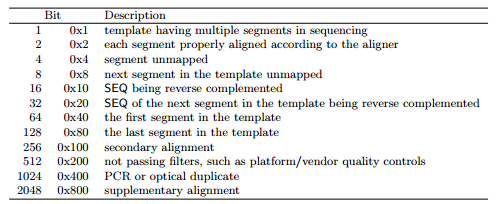 Bit Description
1 0x1 template having multiple segments in sequencing
2 0x2 each segment properly aligned according to the aligner
4 0x4 segment unmapped
8 0x8 next segment in the template unmapped
16 0x10 SEQ being reverse complemented
32 0x20 SEQ of the next segment in the template being reverse complemented
64 0x40 the first segment in the template
128 0x80 the last segment in the template
256 0x100 secondary alignment
512 0x200 not passing filters, such as platform/vendor quality controls
1024 0x400 PCR or optical duplicate
2048 0x800 supplementary alignment